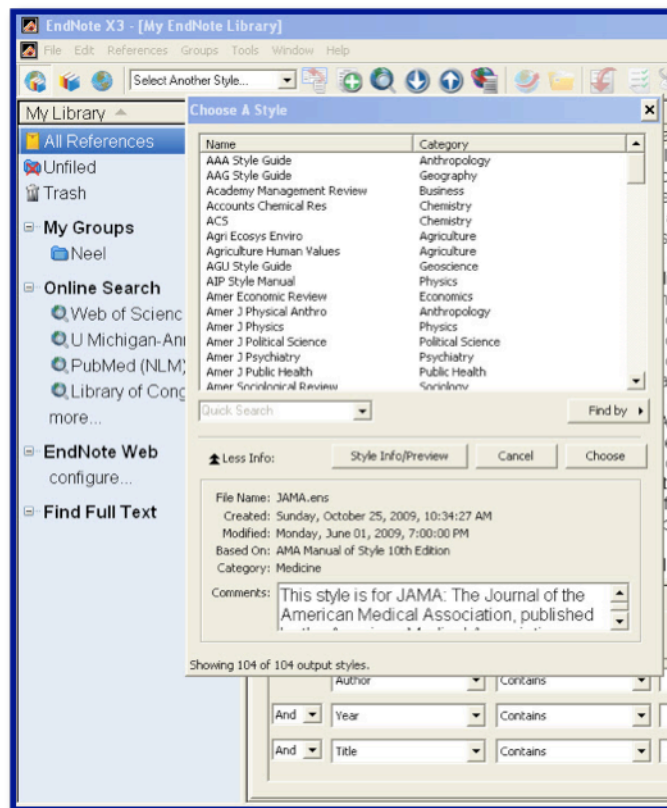 EndNote X3 - [My EndNote Library]
File Edit References Groups Tools Window Help
Select Another Style...
My Library
All References
Unfiled
Trash
My Groups
Neel
Online Search
Web of Scienc
U Michigan-An
PubMed (NLM)
Library of Cong
more...
EndNote Web
configure...
Find Full Text
Choose A Style
Name Category
AAA Style Guide Anthropology
AAG Style Guide Geography
Academy Management Review Business
Accounts Chemical Res Chemistry
ACS Chemistry
Agri Ecosys Enviro Agriculture
Agriculture Human Values Agriculture
AGU Style Guide Geoscience
AIP Style Manual Physics
Amer Economic Review Economics
Amer J Physical Anthro Anthropology
Amer J Physics Physics
Amer J Political Science Political Science
Amer J Psychiatry Psychiatry
Amer J Public Health Public Health
Amer Sociological Review Sociology
Quick Search Find by
Less Info: Style Info/Preview Cancel Choose
File Name: JAMA.ens
Created: Sunday, October 25, 2009, 10:34:27 AM
Modified: Monday, June 01, 2009, 7:00:00 PM
Based On: AMA Manual of Style 10th Edition
Category: Medicine
Comments: This style is for JAMA: The Journal of the
American Medical Association, published
Showing 104 of 104 output styles.
Author Contains
And Year Contains
And Title Contains